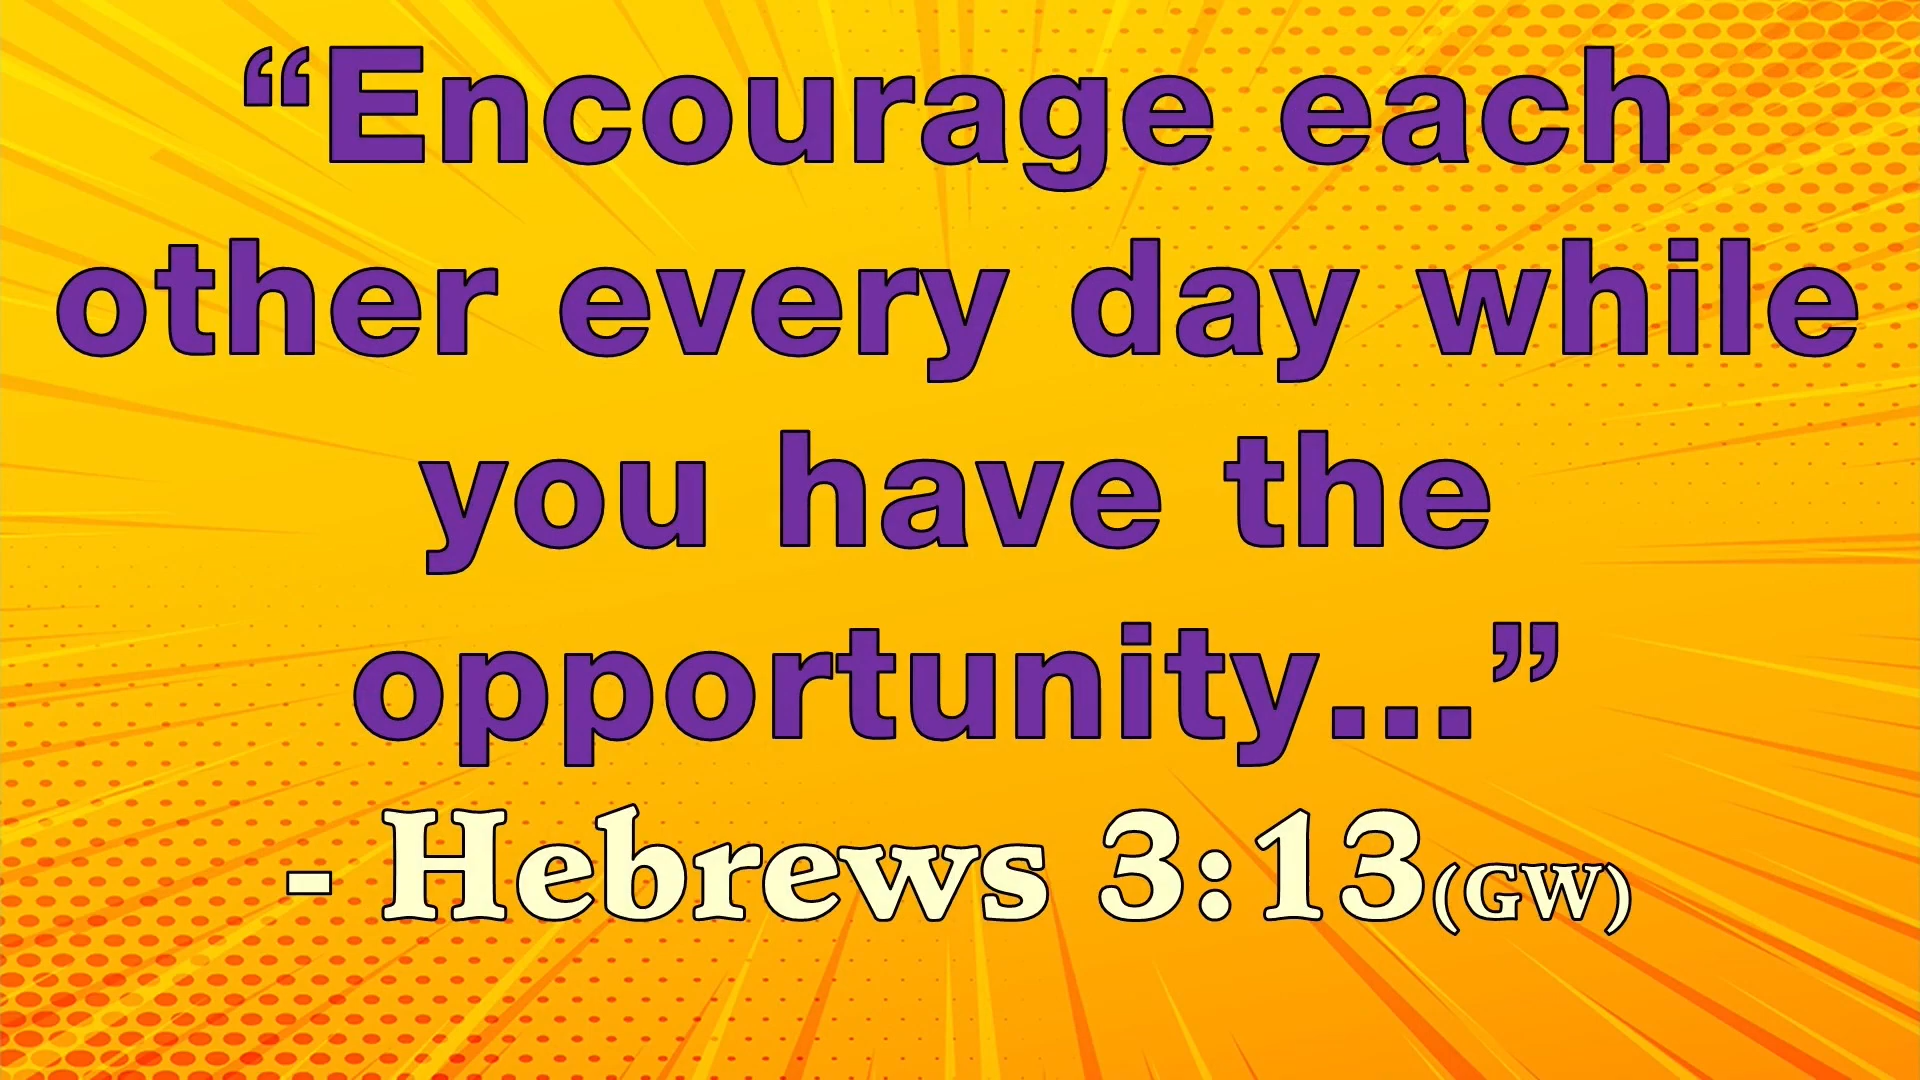 “Encourage each
other every day while
you have the
opportunity...”
- Hebrews 3:13(GW)